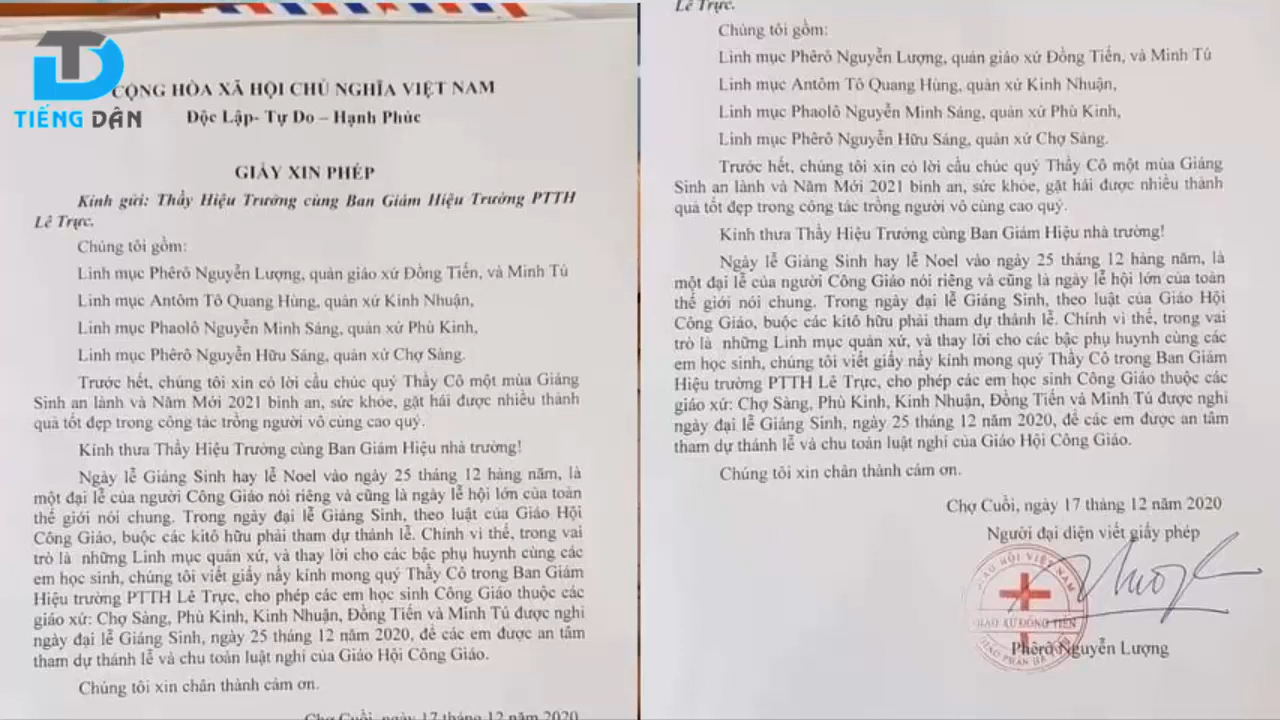 TD
TIẾNG DÂN
CỘNG HÒA XÃ HỘI CHỦ NGHĨA VIỆT NAM
Độc Lập- Tự Do – Hạnh Phúc
GIẤY XIN PHÉP
Kính gửi: Thầy Hiệu Trưởng cùng Ban Giám Hiệu Trường PTTH
Lê Trực.
Chúng tôi gồm:
Linh mục Phêrô Nguyễn Lượng, quản giáo xứ Đồng Tiến, và Minh Tú
Linh mục Antôm Tô Quang Hùng, quản xứ Kinh Nhuận,
Linh mục Phaolô Nguyễn Minh Sáng, quản xứ Phù Kinh,
Linh mục Phêrô Nguyễn Hữu Sáng, quản xứ Chợ Sàng.
Trước hết, chúng tôi xin có lời cầu chúc quý Thầy Cô một mùa Giáng
Sinh an lành và Năm Mới 2021 bình an, sức khỏe, gặt hái được nhiều thành
quả tốt đẹp trong công tác trồng người vô cùng cao quý.
Kính thưa Thầy Hiệu Trưởng cùng Ban Giám Hiệu nhà trường!
Ngày lễ Giáng Sinh hay lễ Noel vào ngày 25 tháng 12 hàng năm, là
một đại lễ của người Công Giáo nói riêng và cũng là ngày lễ hội lớn của toàn
thế giới nói chung. Trong ngày đại lễ Giáng Sinh, theo luật của Giáo Hội
Công Giáo, buộc các kitô hữu phải tham dự thánh lễ. Chính vì thế, trong vai
trò là những Linh mục quản xứ, và thay lời cho các bậc phụ huynh cùng các
em học sinh, chúng tôi viết giấy nầy kính mong quý Thầy Cô trong Ban Giám
Hiệu trường PTTH Lê Trực, cho phép các em học sinh Công Giáo thuộc các
giáo xứ: Chợ Sàng, Phù Kinh, Kinh Nhuận, Đồng Tiến và Minh Tú được nghỉ
ngày đại lễ Giáng Sinh, ngày 25 tháng 12 năm 2020, để các em được an tâm
tham dự thánh lễ và chu toàn luật nghi của Giáo Hội Công Giáo.
Chúng tôi xin chân thành cảm ơn.
Chợ Cuồi, ngày 17 tháng 12 năm 2020
Lê Trực.
Chúng tôi gồm:
Linh mục Phêrô Nguyễn Lượng, quản giáo xứ Đồng Tiến, và Minh Tú
Linh mục Antôm Tô Quang Hùng, quản xứ Kinh Nhuận,
Linh mục Phaolô Nguyễn Minh Sáng, quản xứ Phù Kinh,
Linh mục Phêrô Nguyễn Hữu Sáng, quản xứ Chợ Sàng.
Trước hết, chúng tôi xin có lời cầu chúc quý Thầy Cô một mùa Giáng
Sinh an lành và Năm Mới 2021 bình an, sức khỏe, gặt hái được nhiều thành
quả tốt đẹp trong công tác trồng người vô cùng cao quý.
Kính thưa Thầy Hiệu Trưởng cùng Ban Giám Hiệu nhà trường!
Ngày lễ Giáng Sinh hay lễ Noel vào ngày 25 tháng 12 hàng năm, là
một đại lễ của người Công Giáo nói riêng và cũng là ngày lễ hội lớn của toàn
thế giới nói chung. Trong ngày đại lễ Giáng Sinh, theo luật của Giáo Hội
Công Giáo, buộc các kitô hữu phải tham dự thánh lễ. Chính vì thế, trong vai
trò là những Linh mục quản xứ, và thay lời cho các bậc phụ huynh cùng các
em học sinh, chúng tôi viết giấy nầy kính mong quý Thầy Cô trong Ban Giám
Hiệu trường PTTH Lê Trực, cho phép các em học sinh Công Giáo thuộc các
giáo xứ: Chợ Sàng, Phù Kinh, Kinh Nhuận, Đồng Tiến và Minh Tú được nghỉ
ngày đại lễ Giáng Sinh, ngày 25 tháng 12 năm 2020, để các em được an tâm
tham dự thánh lễ và chu toàn luật nghi của Giáo Hội Công Giáo.
Chúng tôi xin chân thành cảm ơn.
Chợ Cuồi, ngày 17 tháng 12 năm 2020
Người đại diện viết giấy phép
GIÁO HỘI VIỆT NAM
GIÁO XỨ ĐỒNG TIẾN
Phêrô Nguyễn Lượng